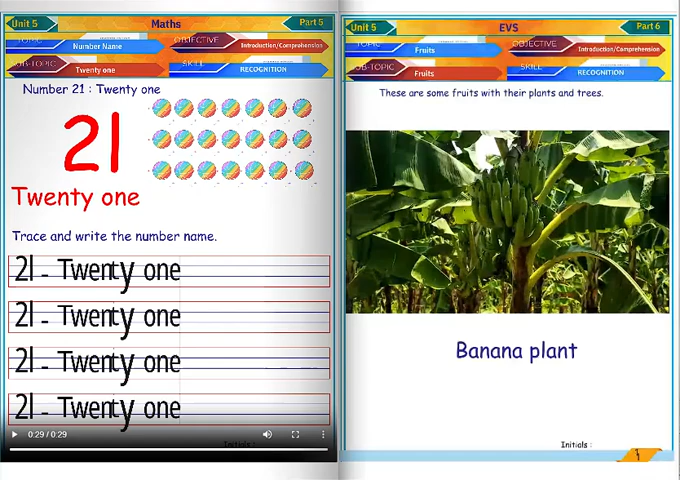 Unit 5
Maths
Part 5
TOPIC
Number Name
OBJECTIVE
Introduction/Comprehension
SUB-TOPIC
Twenty one
SKILL
RECOGNITION
Number 21 : Twenty one
21
Twenty one
Trace and write the number name.
21 - Twenty one
21 - Twenty one
21 - Twenty one
21 - Twenty one
0:29 / 0:29
Initials :
Unit 5
EVS
Part 6
TOPIC
Fruits
OBJECTIVE
Introduction/Comprehension
SUB-TOPIC
Fruits
SKILL
RECOGNITION
These are some fruits with their plants and trees.
Banana plant
Initials :